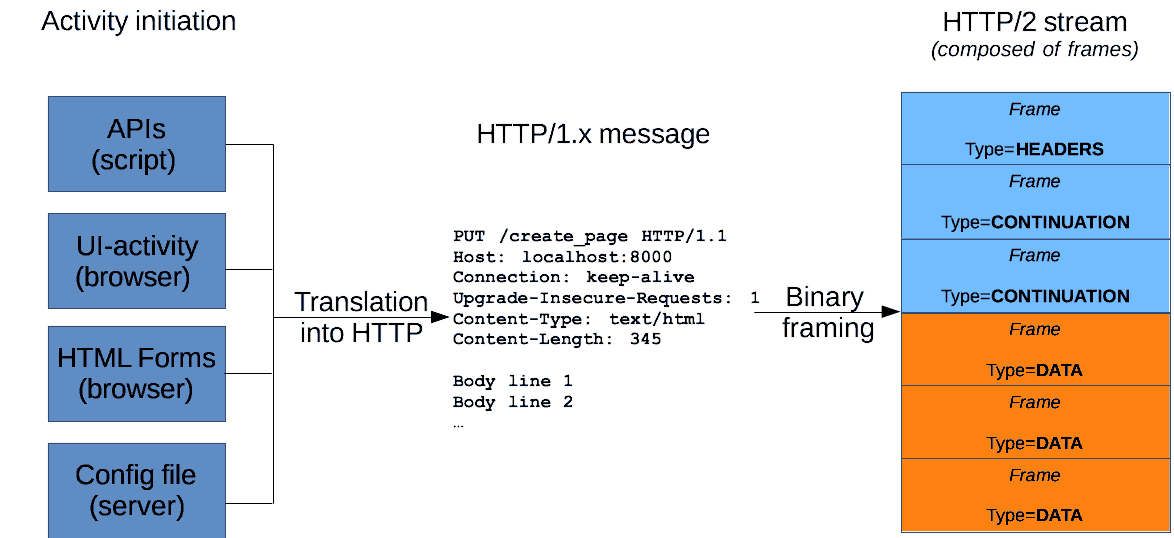 Activity initiation
APIs
(script)
UI-activity
(browser)
HTML Forms
(browser)
Config file
(server)
Translation
into HTTP
HTTP/1.x message
PUT /create_page HTTP/1.1
Host: localhost:8000
Connection: keep-alive
Upgrade-Insecure-Requests: 1
Content-Type: text/html
Content-Length: 345
Body line 1
Body line 2
…
Binary
framing
HTTP/2 stream
(composed of frames)
Frame
Type=HEADERS
Frame
Type=CONTINUATION
Frame
Type=CONTINUATION
Frame
Type=DATA
Frame
Type=DATA
Frame
Type=DATA